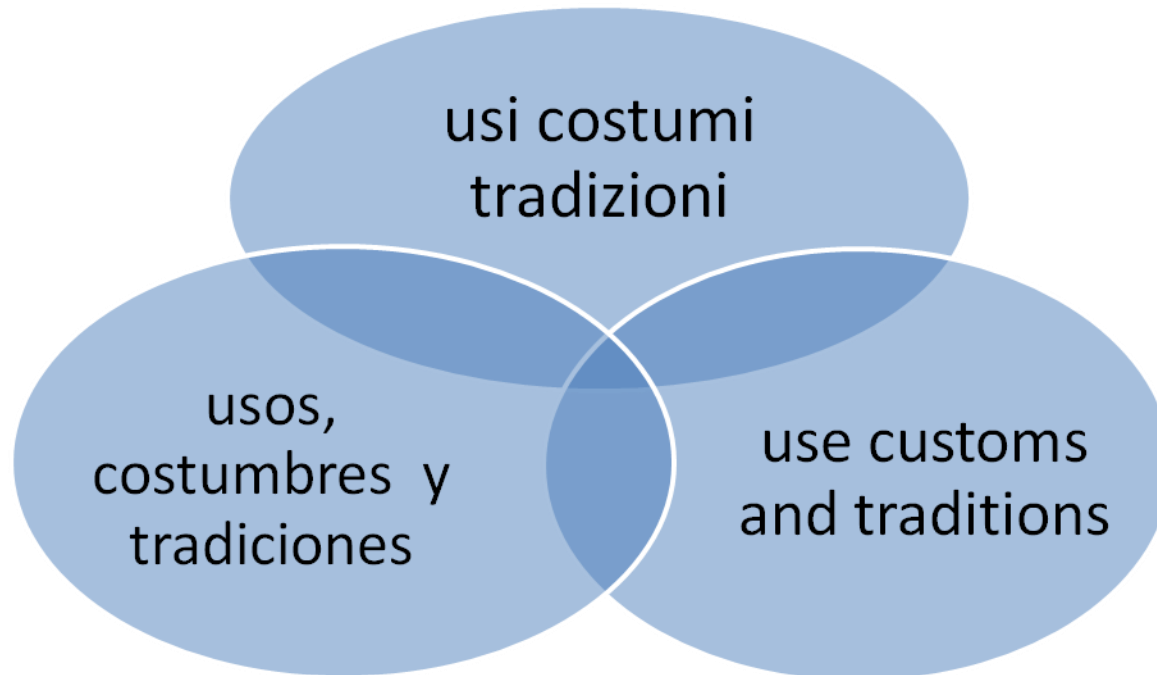 usi costumi
tradizioni
usos,
costumbres y
tradiciones
use customs
and traditions